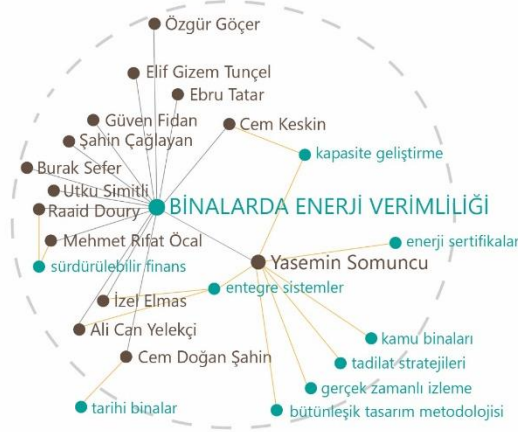 Özgür Göçer
Elif Gizem Tunçel
Ebru Tatar
Güven Fidan
Cem Keskin
Şahin Çağlayan
kapasite geliştirme
Burak Sefer
Utku Simitli
Raaid Doury
BİNALARDA ENERJİ VERİMLİLİĞİ
Mehmet Rıfat Öcal
enerji sertifikaları
sürdürülebilir finans
Yasemin Somuncu
entegre sistemler
İzel Elmas
Ali Can Yelekçi
kamu binaları
Cem Doğan Şahin
tadilat stratejileri
gerçek zamanlı izleme
tarihi binalar
bütünleşik tasarım metodolojisi